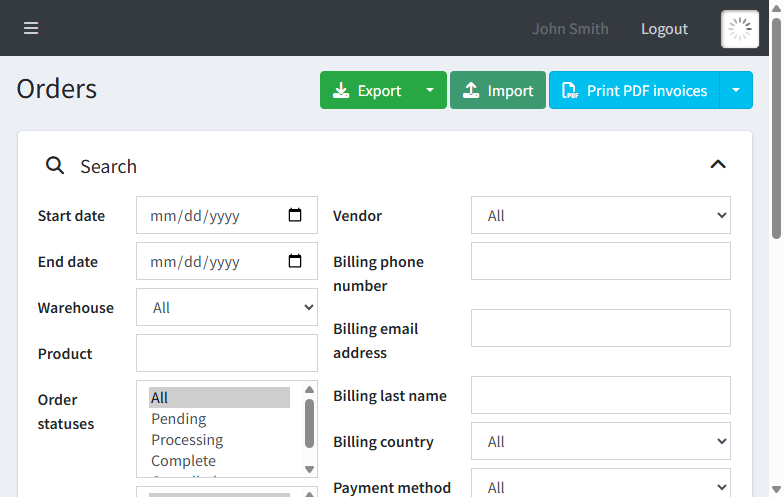 John Smith Logout
Orders
Export
Import
Print PDF invoices
Search
Start date mm/dd/yyyy
End date mm/dd/yyyy
Warehouse All
Product
Order
statuses
All
Pending
Processing
Complete
Vendor All
Billing phone
number
Billing email
address
Billing last name
Billing country All
Payment method All